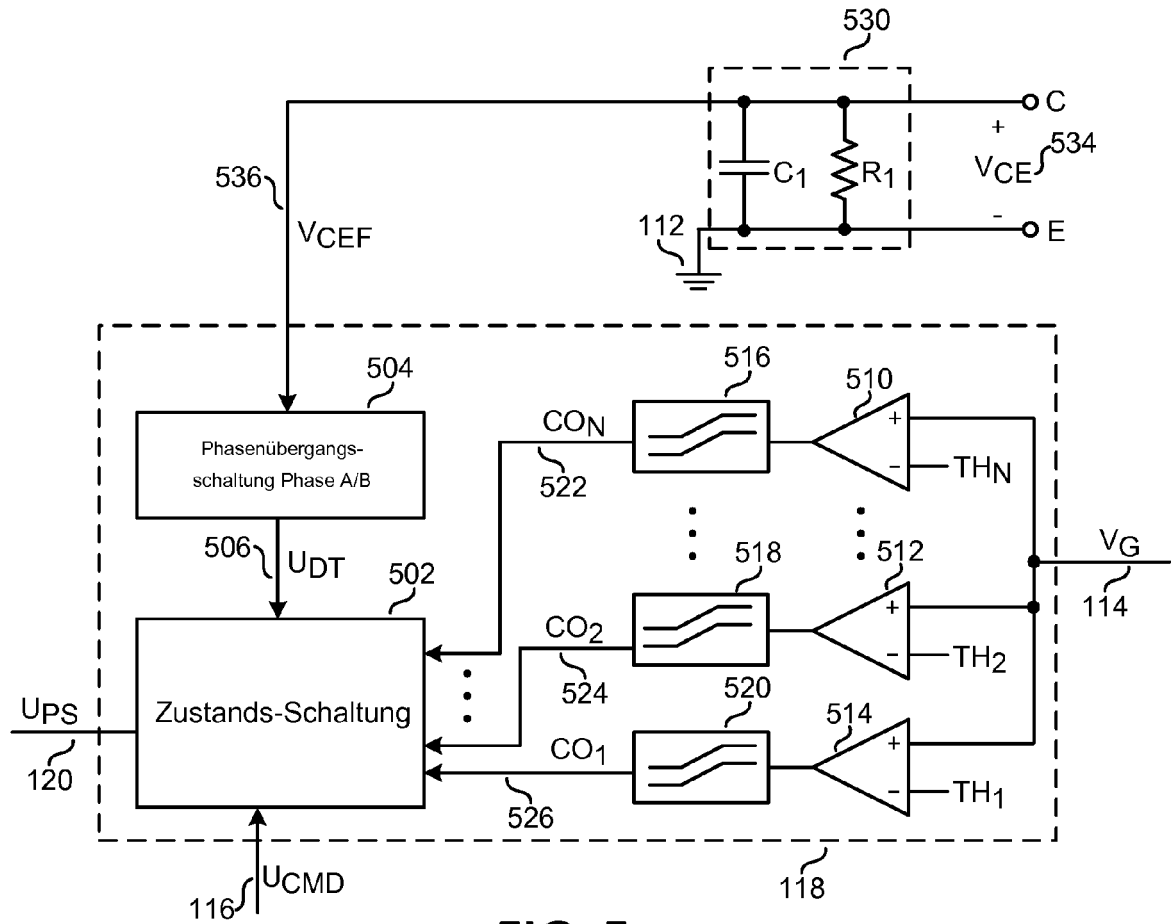 530
C
+
VCE
534
-
E
C1
R1
112
536
VCEF
504
Phasenübergangs-
schaltung Phase A/B
516
510
CON
+
-
THN
522
506
UDT
502
518
512
VG
114
CO2
+
-
TH2
524
Zustands-Schaltung
520
514
UPS
120
CO1
+
-
TH1
526
118
UCMD
116